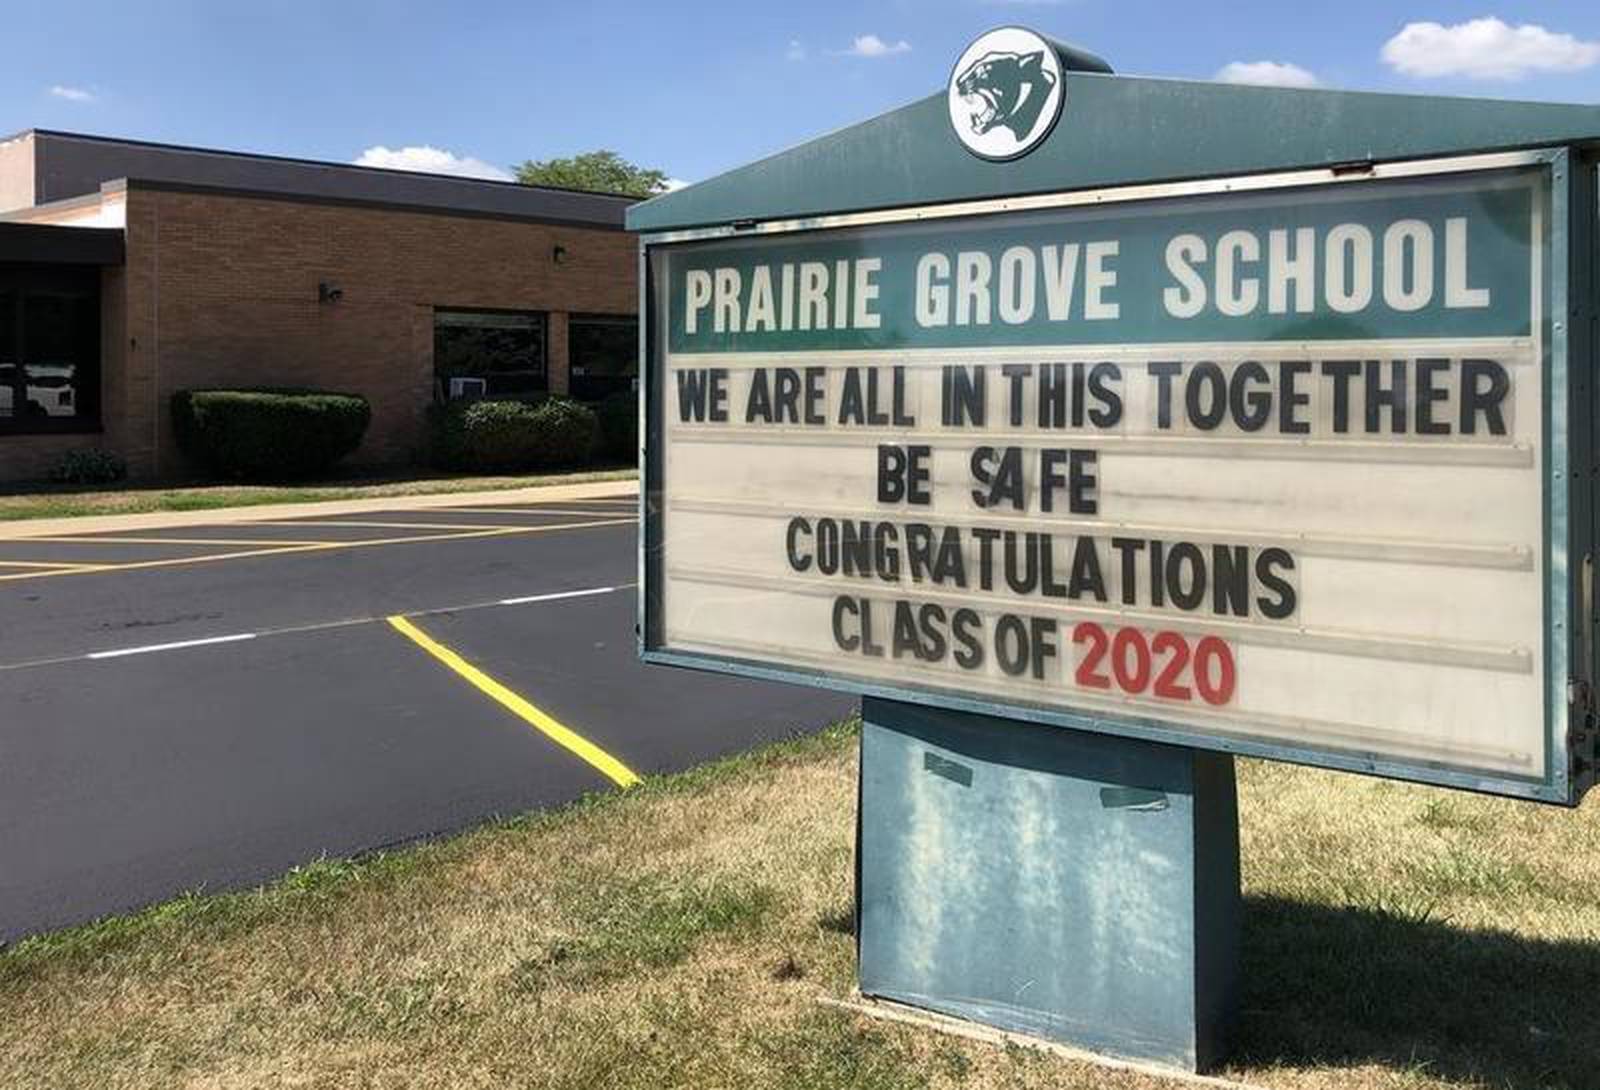 PRAIRIE GROVE SCHOOL
WE ARE ALL IN THIS TOGETHER
BE SAFE
CONGRATULATIONS
CLASS OF 2020